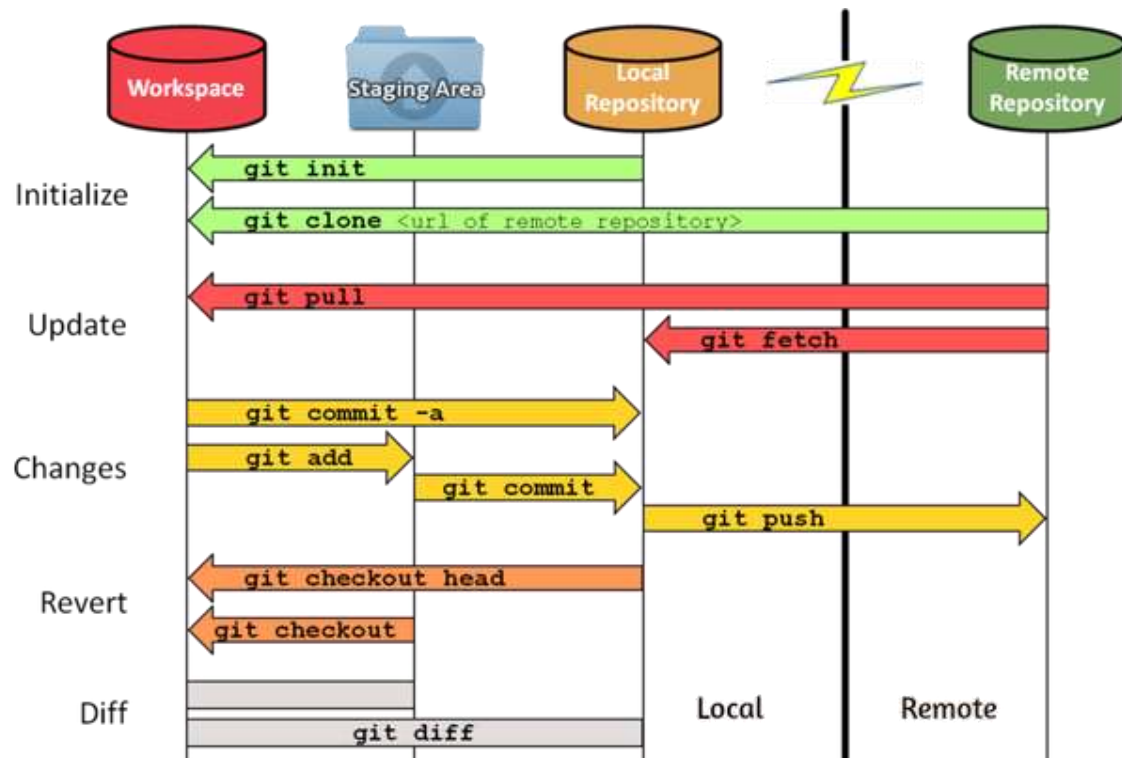 Workspace
Staging Area
Local
Repository
Remote
Repository
Initialize
git init
git clone <url of remote repository>
Update
git pull
git fetch
Changes
git commit -a
git add
git commit
git push
Revert
git checkout head
git checkout
Diff
git diff
Local
Remote